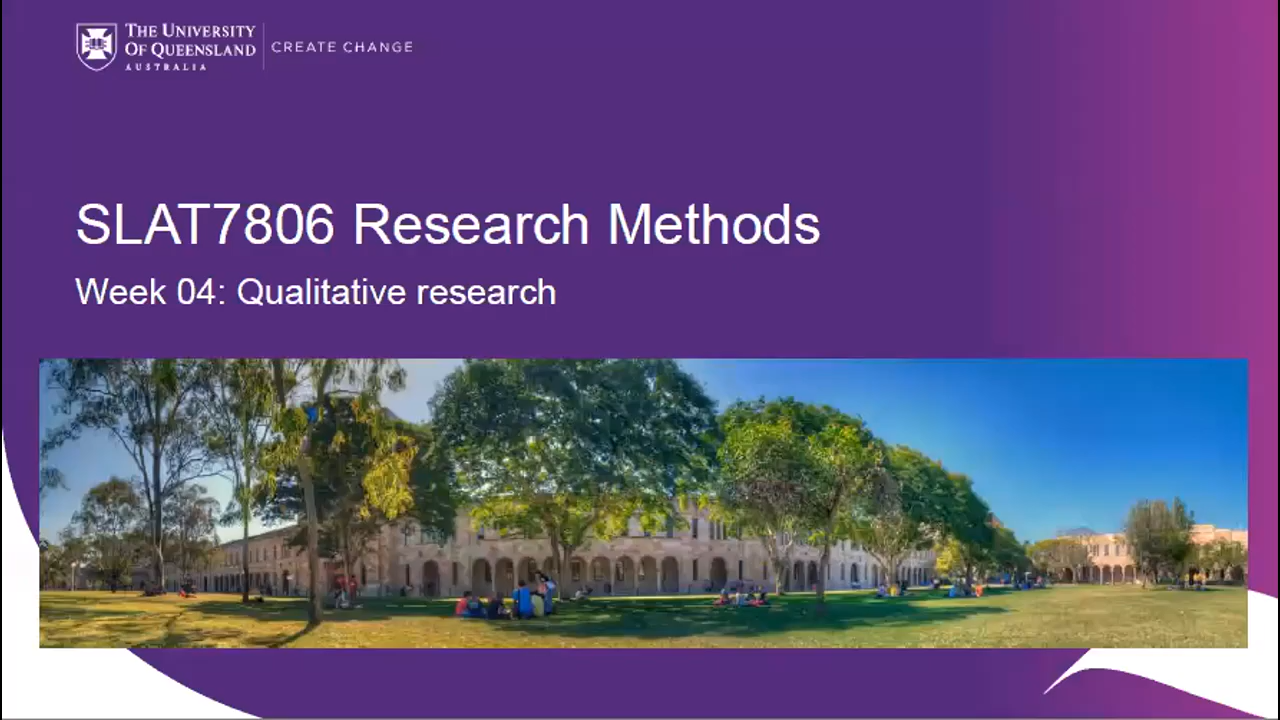 THE UNIVERSITY
OF QUEENSLAND
AUSTRALIA
CREATE CHANGE
SLAT7806 Research Methods
Week 04: Qualitative research